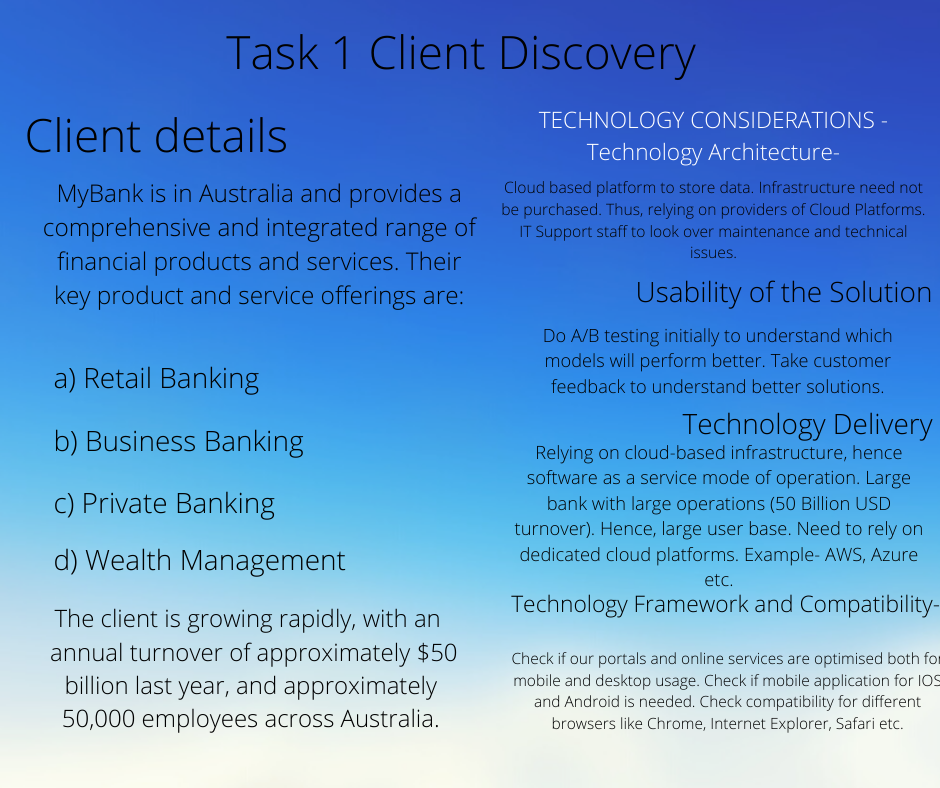 Task 1 Client Discovery
Client details
MyBank is in Australia and provides a
comprehensive and integrated range of
financial products and services. Their
key product and service offerings are:
a) Retail Banking
b) Business Banking
c) Private Banking
d) Wealth Management
The client is growing rapidly, with an
annual turnover of approximately $50
billion last year, and approximately
50,000 employees across Australia.
TECHNOLOGY CONSIDERATIONS -
Technology Architecture-
Cloud based platform to store data. Infrastructure need not
be purchased. Thus, relying on providers of Cloud Platforms.
IT Support staff to look over maintenance and technical
issues.
Usability of the Solution
Do A/B testing initially to understand which
models will perform better. Take customer
feedback to understand better solutions.
Technology Delivery
Relying on cloud-based infrastructure, hence
software as a service mode of operation. Large
bank with large operations (50 Billion USD
turnover). Hence, large user base. Need to rely on
dedicated cloud platforms. Example- AWS, Azure
etc.
Technology Framework and Compatibility-
Check if our portals and online services are optimised both for
mobile and desktop usage. Check if mobile application for IOS
and Android is needed. Check compatibility for different
browsers like Chrome, Internet Explorer, Safari etc.